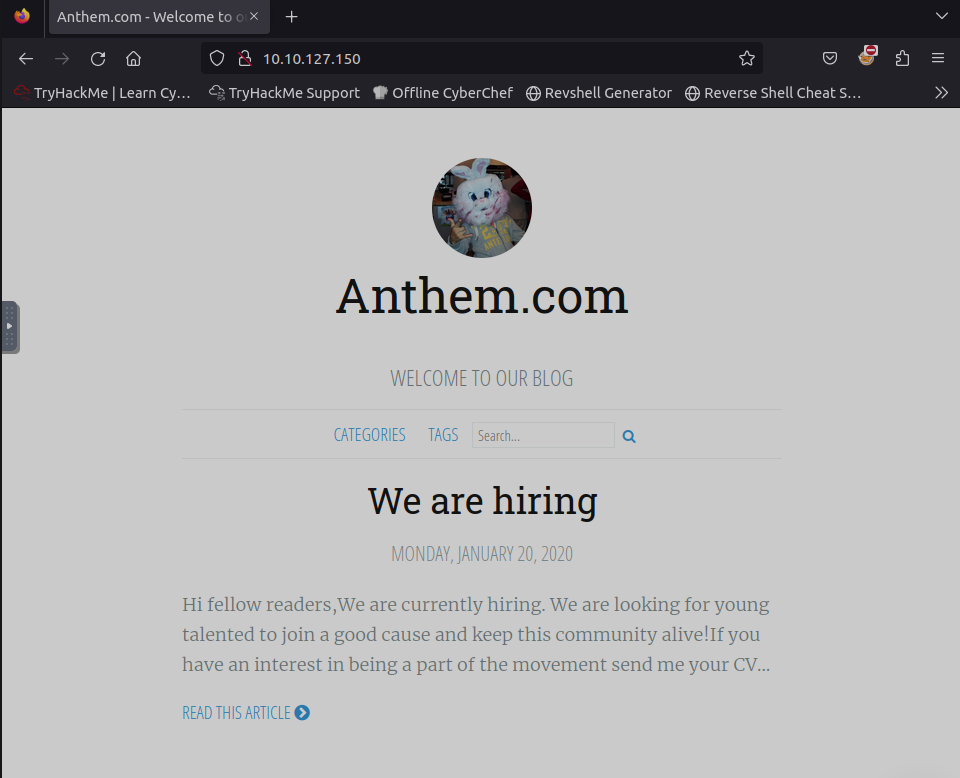 Anthem.com - Welcome to o
10.10.127.150
TryHackMe | Learn Cy… TryHackMe Support Offline CyberChef Revshell Generator Reverse Shell Cheat S…
Anthem.com
WELCOME TO OUR BLOG
CATEGORIES TAGS Search...
We are hiring
MONDAY, JANUARY 20, 2020
Hi fellow readers,We are currently hiring. We are looking for young
talented to join a good cause and keep this community alive!If you
have an interest in being a part of the movement send me your CV...
READ THIS ARTICLE